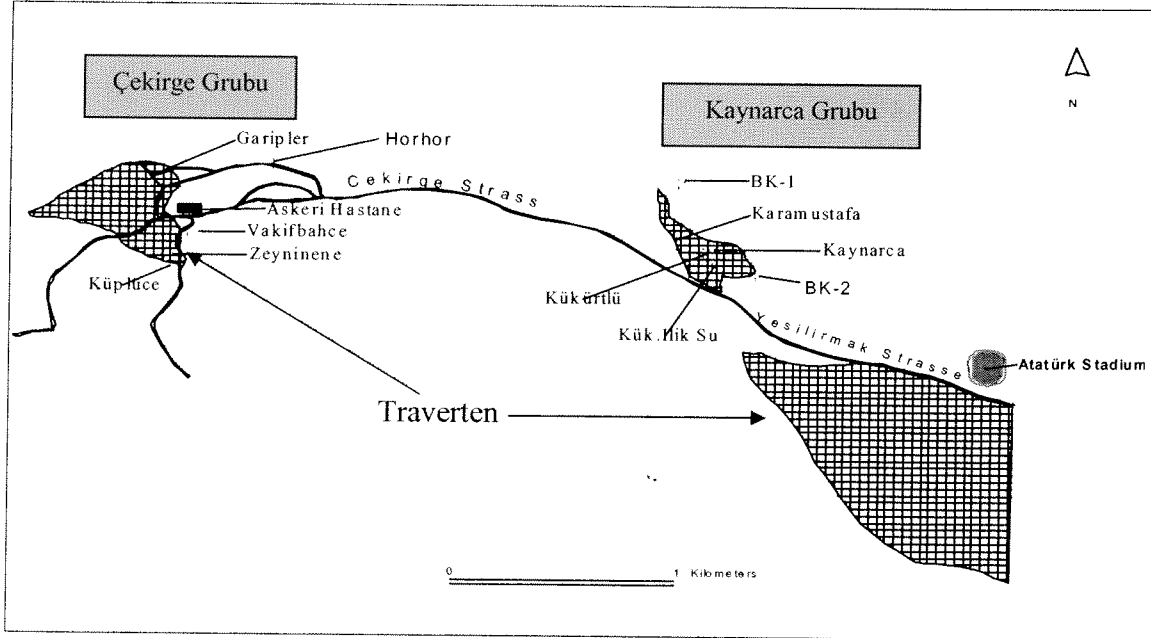 Çekirge Grubu
Kaynarca Grubu
N
Garipler
Horhor
Cekirge Strass
BK-1
Askeri Hastane
Karamustafa
Vakifbahce
Kaynarca
Zeyninene
Küplüce
BK-2
Kükürtlü
Kük.Ilik Su
Yesilirmak Strasse
Atatürk Stadium
Traverten
0 1 Kilometers